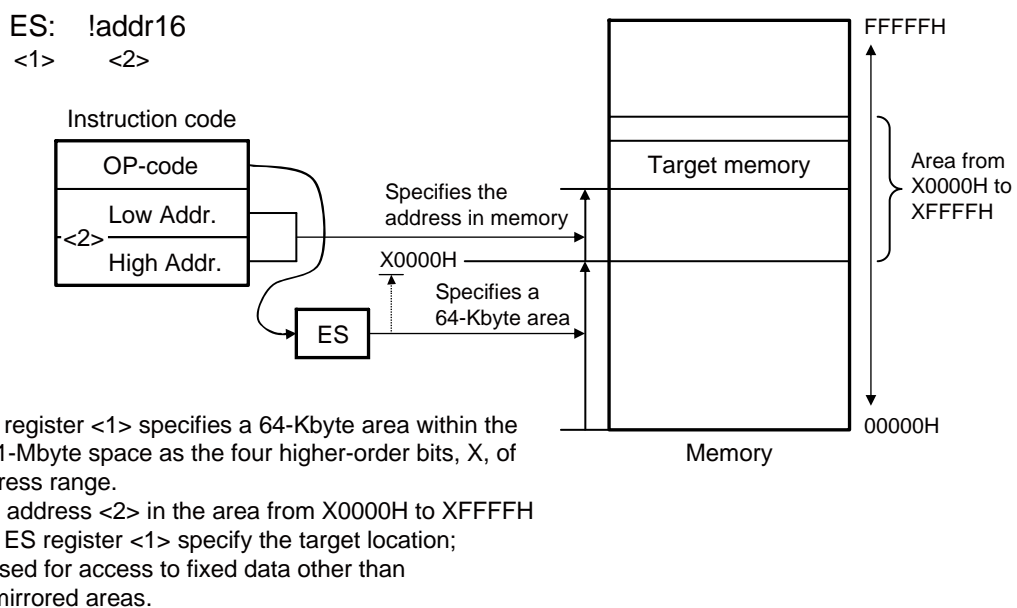 ES: !addr16
<1> <2>
Instruction code
OP-code
Low Addr.
<2>
High Addr.
ES
Specifies the
address in memory
X0000H
Specifies a
64-Kbyte area
Target memory
Memory
FFFFFH
Area from
X0000H to
XFFFFH
00000H
register <1> specifies a 64-Kbyte area within the
1-Mbyte space as the four higher-order bits, X, of
ress range.
address <2> in the area from X0000H to XFFFFH
ES register <1> specify the target location;
sed for access to fixed data other than
mirrored areas.